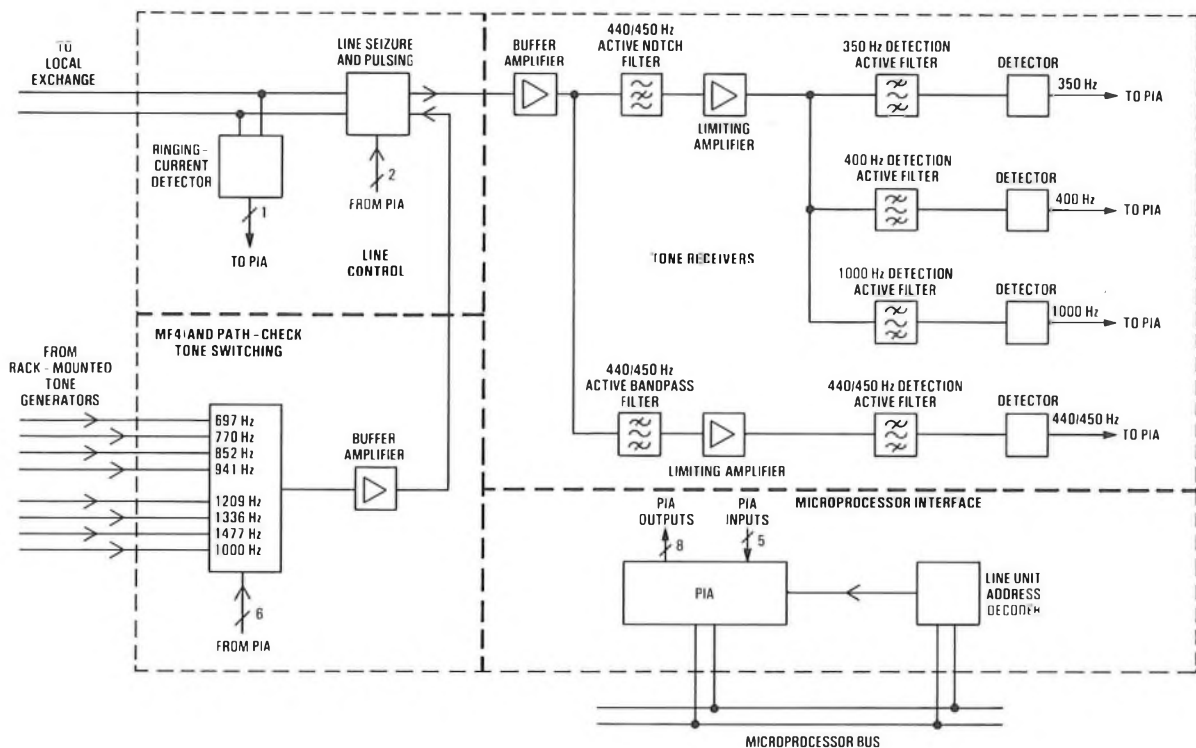 TO
LOCAL
EXCHANGE
LINE SEIZURE
AND PULSING
RINGING-
CURRENT
DETECTOR
1
TO PIA
2
FROM PIA
LINE
CONTROL
MF4 AND PATH-CHECK
TONE SWITCHING
FROM
RACK-MOUNTED
TONE
GENERATORS
697 Hz
770 Hz
852 Hz
941 Hz
1209 Hz
1336 Hz
1477 Hz
1000 Hz
6
FROM PIA
BUFFER
AMPLIFIER
BUFFER
AMPLIFIER
440/450 Hz
ACTIVE NOTCH
FILTER
LIMITING
AMPLIFIER
350 Hz DETECTION
ACTIVE FILTER
DETECTOR
350 Hz
TO PIA
400 Hz DETECTION
ACTIVE FILTER
DETECTOR
400 Hz
TO PIA
TONE RECEIVERS
1000 Hz DETECTION
ACTIVE FILTER
DETECTOR
1000 Hz
TO PIA
440/450 Hz
ACTIVE BANDPASS
FILTER
LIMITING AMPLIFIER
440/450 Hz DETECTION
ACTIVE FILTER
DETECTOR
440/450 Hz
TO PIA
MICROPROCESSOR INTERFACE
PIA
OUTPUTS
8
PIA
INPUTS
5
PIA
LINE UNIT
ADDRESS
DECODER
MICROPROCESSOR BUS